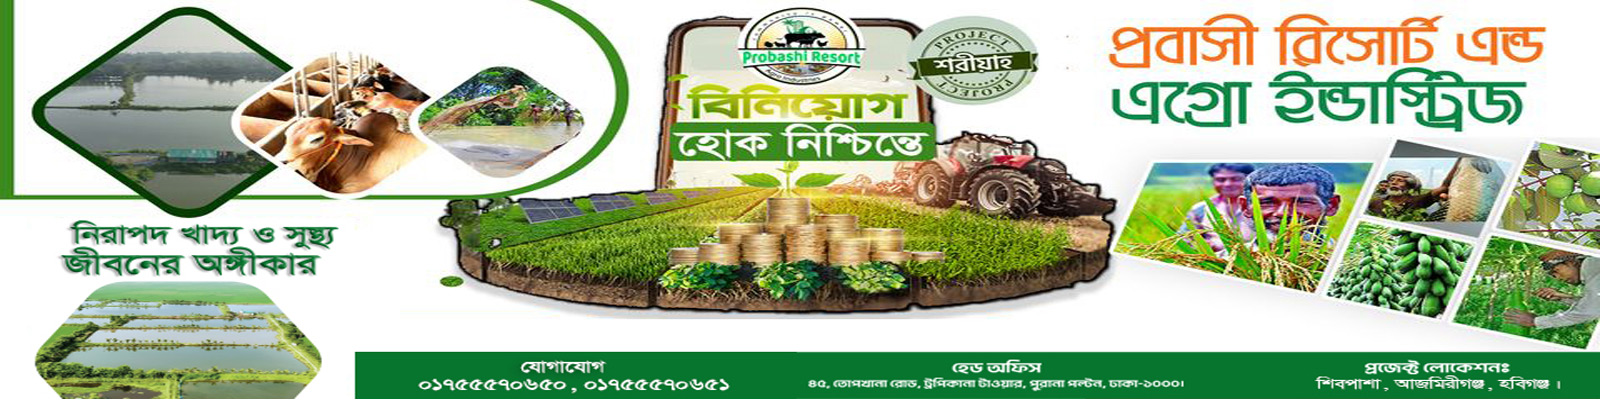 Probashi Resort
Agro Industries
PROJECT
শরীয়াহ
PROJECT
বিনিয়োগ
হোক নিশ্চিন্তে
প্রবাসী রিসোর্ট এন্ড
এগ্রো ইন্ডাস্ট্রিজ
নিরাপদ খাদ্য ও সুস্থ্য
জীবনের অঙ্গীকার
যোগাযোগ
০১৭৫৫৫৭০৬৫০, ০১৭৫৫৫৭০৬৫১
হেড অফিস
৪৫, তোপখানা রোড, ট্রপিকানা টাওয়ার, পুরানা পল্টন, ঢাকা-১০০০।
প্রজেক্ট লোকেশনঃ
শিবপাশা, আজমিরীগঞ্জ, হবিগঞ্জ।